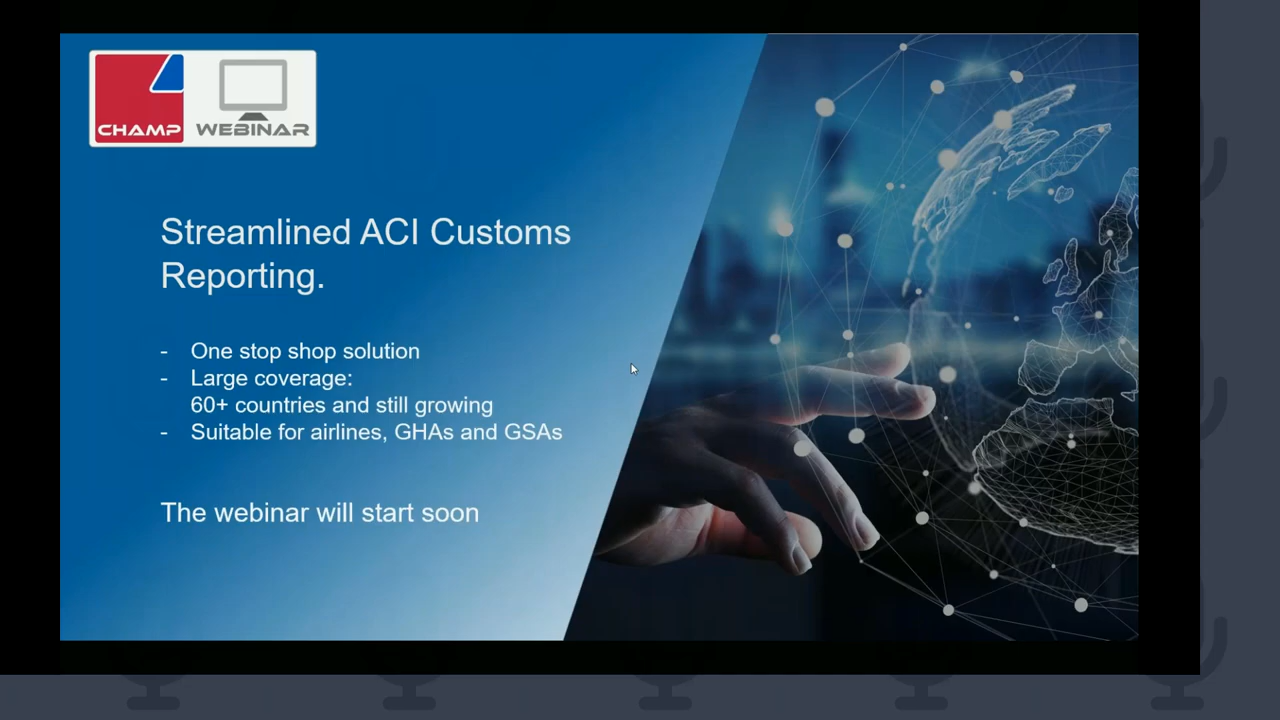 CHAMP WEBINAR
Streamlined ACI Customs
Reporting.
- One stop shop solution
- Large coverage:
60+ countries and still growing
- Suitable for airlines, GHAs and GSAs
The webinar will start soon